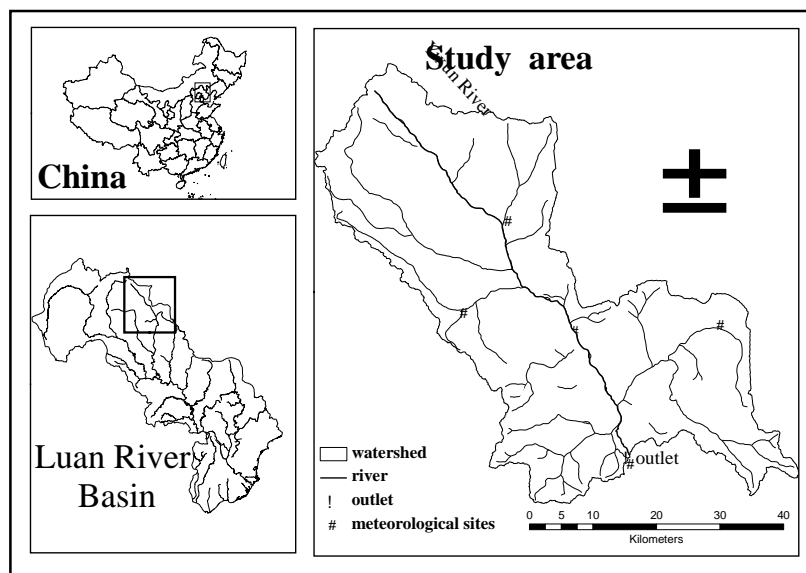 China
Luan River
Basin
Study area
Luan River
±
#
#
#
#
#
! outlet
watershed
river
! outlet
# meteorological sites
0 5 10 20 30 40
Kilometers